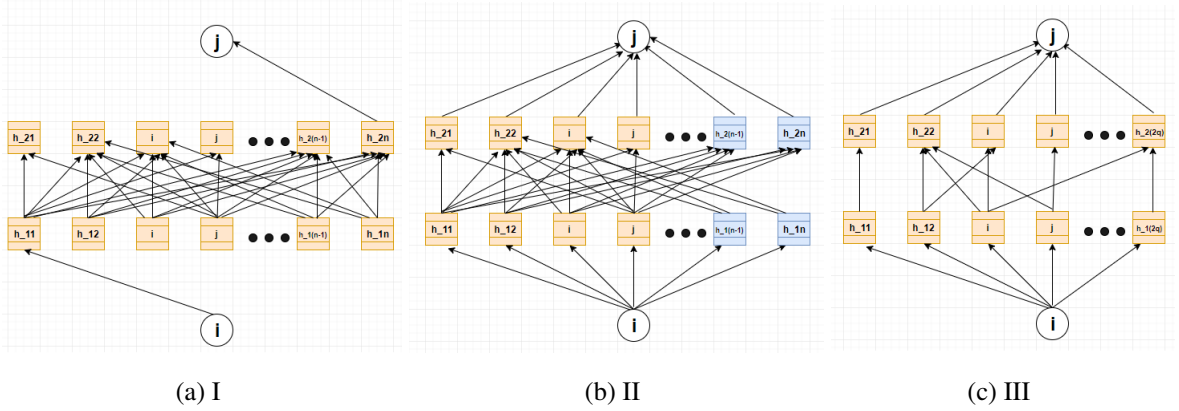 j j j
h_21 h_22 i j ●●● h_2(n-1) h_2n h_21 h_22 i j ●●● h_2(n-1) h_2n h_21 h_22 i j ●●● h_2(2q)
h_11 h_12 i j ●●● h_1(n-1) h_1n h_11 h_12 i j ●●● h_1(n-1) h_1n h_11 h_12 i j ●●● h_1(2q)
i i i
(a) I (b) II (c) III